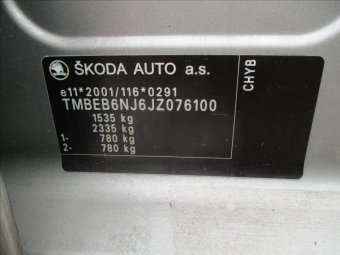 ŠKODA AUTO a.s.
e11*2001/116*0291
TMBEB6NJ6JZ076100
1535 kg
2335 kg
1- 780 kg
2- 780 kg
CHYB